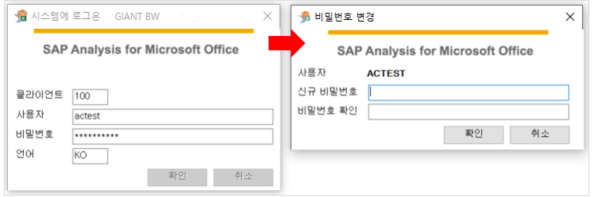 시스템에 로그온 GIANT BW
SAP Analysis for Microsoft Office
클라이언트 100
사용자 actest
비밀번호 **********
언어 KO
확인 취소
비밀번호 변경
SAP Analysis for Microsoft Office
사용자 ACTEST
신규 비밀번호
비밀번호 확인
확인 취소